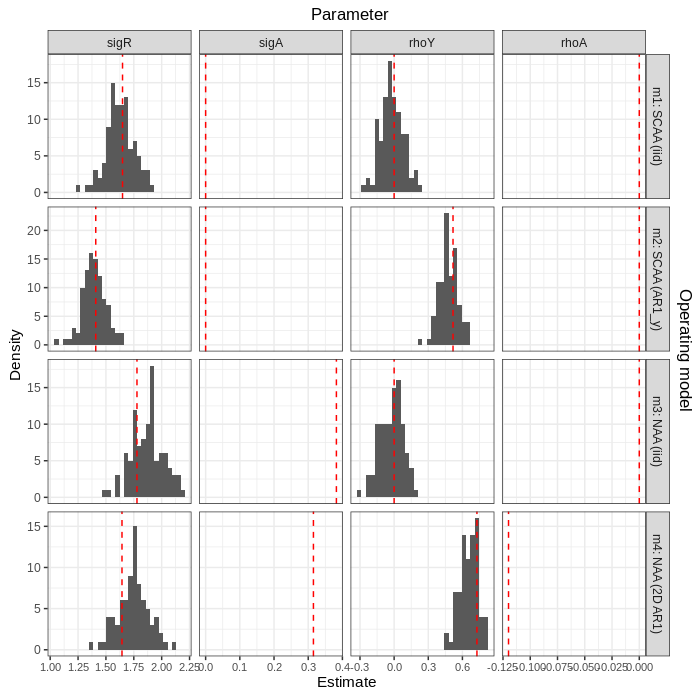 Parameter
sigR sigA rhoY rhoA
15
10
5
0
m1: SCAA (iid)
20
15
10
5
0
m2: SCAA (AR1_y)
15
10
5
0
m3: NAA (iid)
15
10
5
0
m4: NAA (2D AR1)
Density
Operating model
1.00 1.25 1.50 1.75 2.00 2.25 0.0 0.1 0.2 0.3 0.4 -0.3 0.0 0.3 0.6 -0.125 -0.100 -0.075 -0.050 -0.025 0.000
Estimate